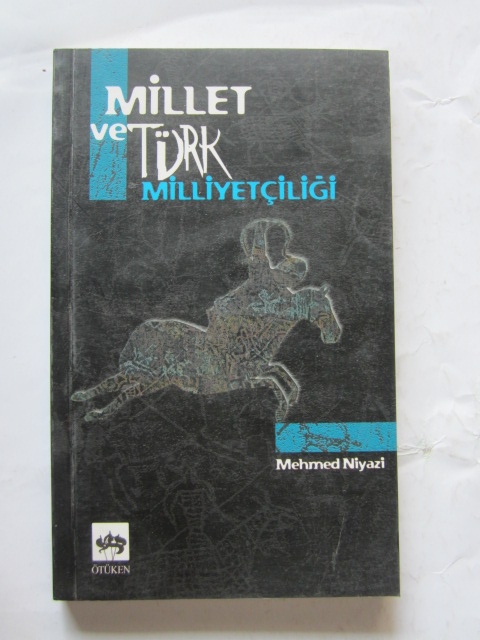 MİLLET
ve TÜRK
MİLLİYETÇİLİĞİ
Mehmed Niyazi
ÖTÜKEN